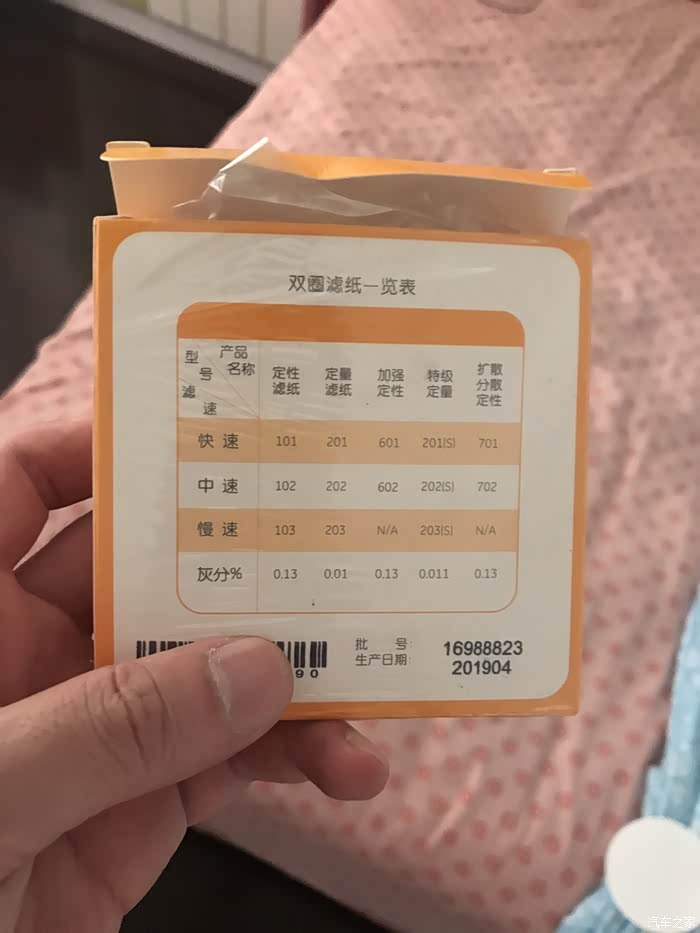 双圈滤纸一览表
型号 产品名称 滤速 定性滤纸 定量滤纸 加强定性 特级定量 扩散分散定性
快速 101 201 601 201(S) 701
中速 102 202 602 202(S) 702
慢速 103 203 N/A 203(S) N/A
灰分% 0.13 0.01 0.13 0.011 0.13
批 号: 16988823
生产日期: 201904
90
汽车之家